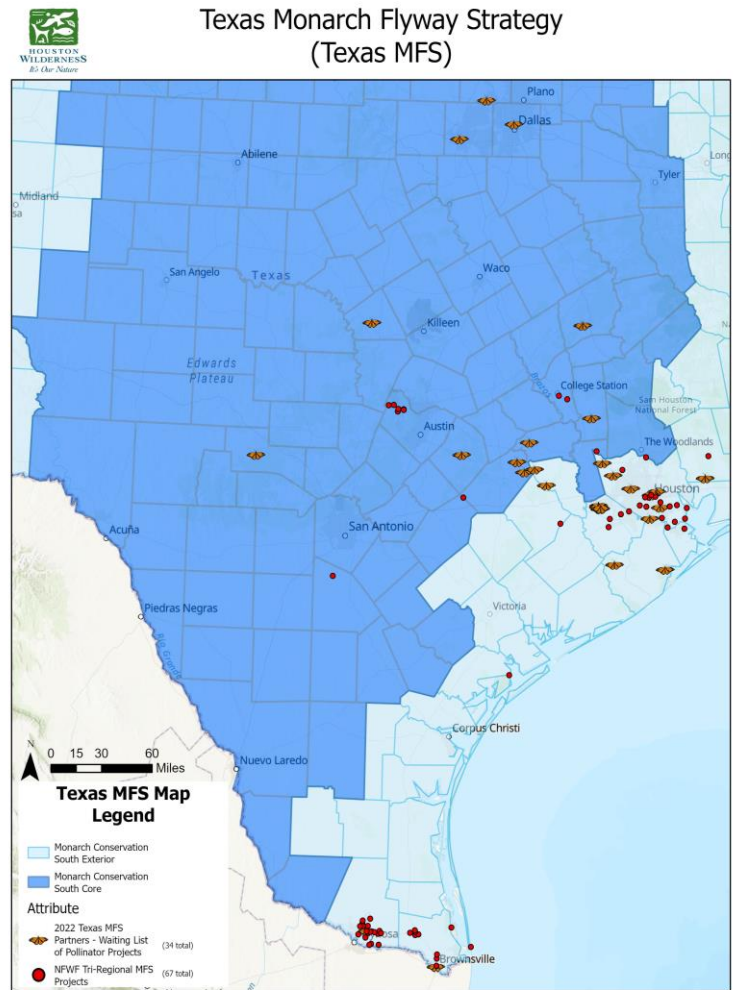 HOUSTON
WILDERNESS
It's Our Nature
Texas Monarch Flyway Strategy
(Texas MFS)
Plano
Dallas
Abilene
Tyler
Midland
San Angelo
Texas
Waco
Killeen
Edwards
Plateau
College Station
Sam Houston
National Forest
Austin
The Woodlands
Houston
San Antonio
Acuña
Piedras Negras
Victoria
Rio Grande
Corpus Christi
N
0 15 30 60
Miles
Nuevo Laredo
Texas MFS Map
Legend
Monarch Conservation
South Exterior
Monarch Conservation
South Core
Attribute
2022 Texas MFS
Partners - Waiting List
of Pollinator Projects (34 total)
NFWF Tri-Regional MFS
Projects (67 total)
Brownsville